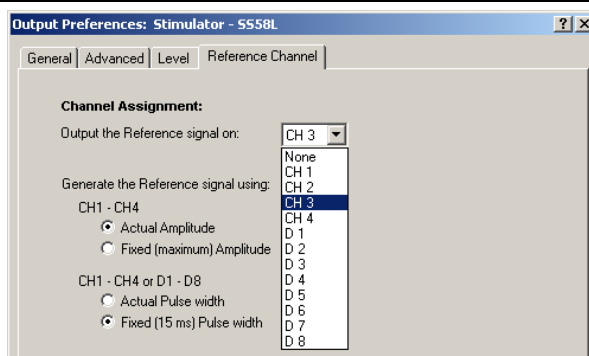 Output Preferences: Stimulator - SS58L
General Advanced Level Reference Channel
Channel Assignment:
Output the Reference signal on: CH 3
None
CH 1
CH 2
CH 3
CH 4
D 1
D 2
D 3
D 4
D 5
D 6
D 7
D 8
Generate the Reference signal using:
CH1 - CH4
Actual Amplitude
Fixed (maximum) Amplitude
CH1 - CH4 or D1 - D8
Actual Pulse width
Fixed (15 ms) Pulse width